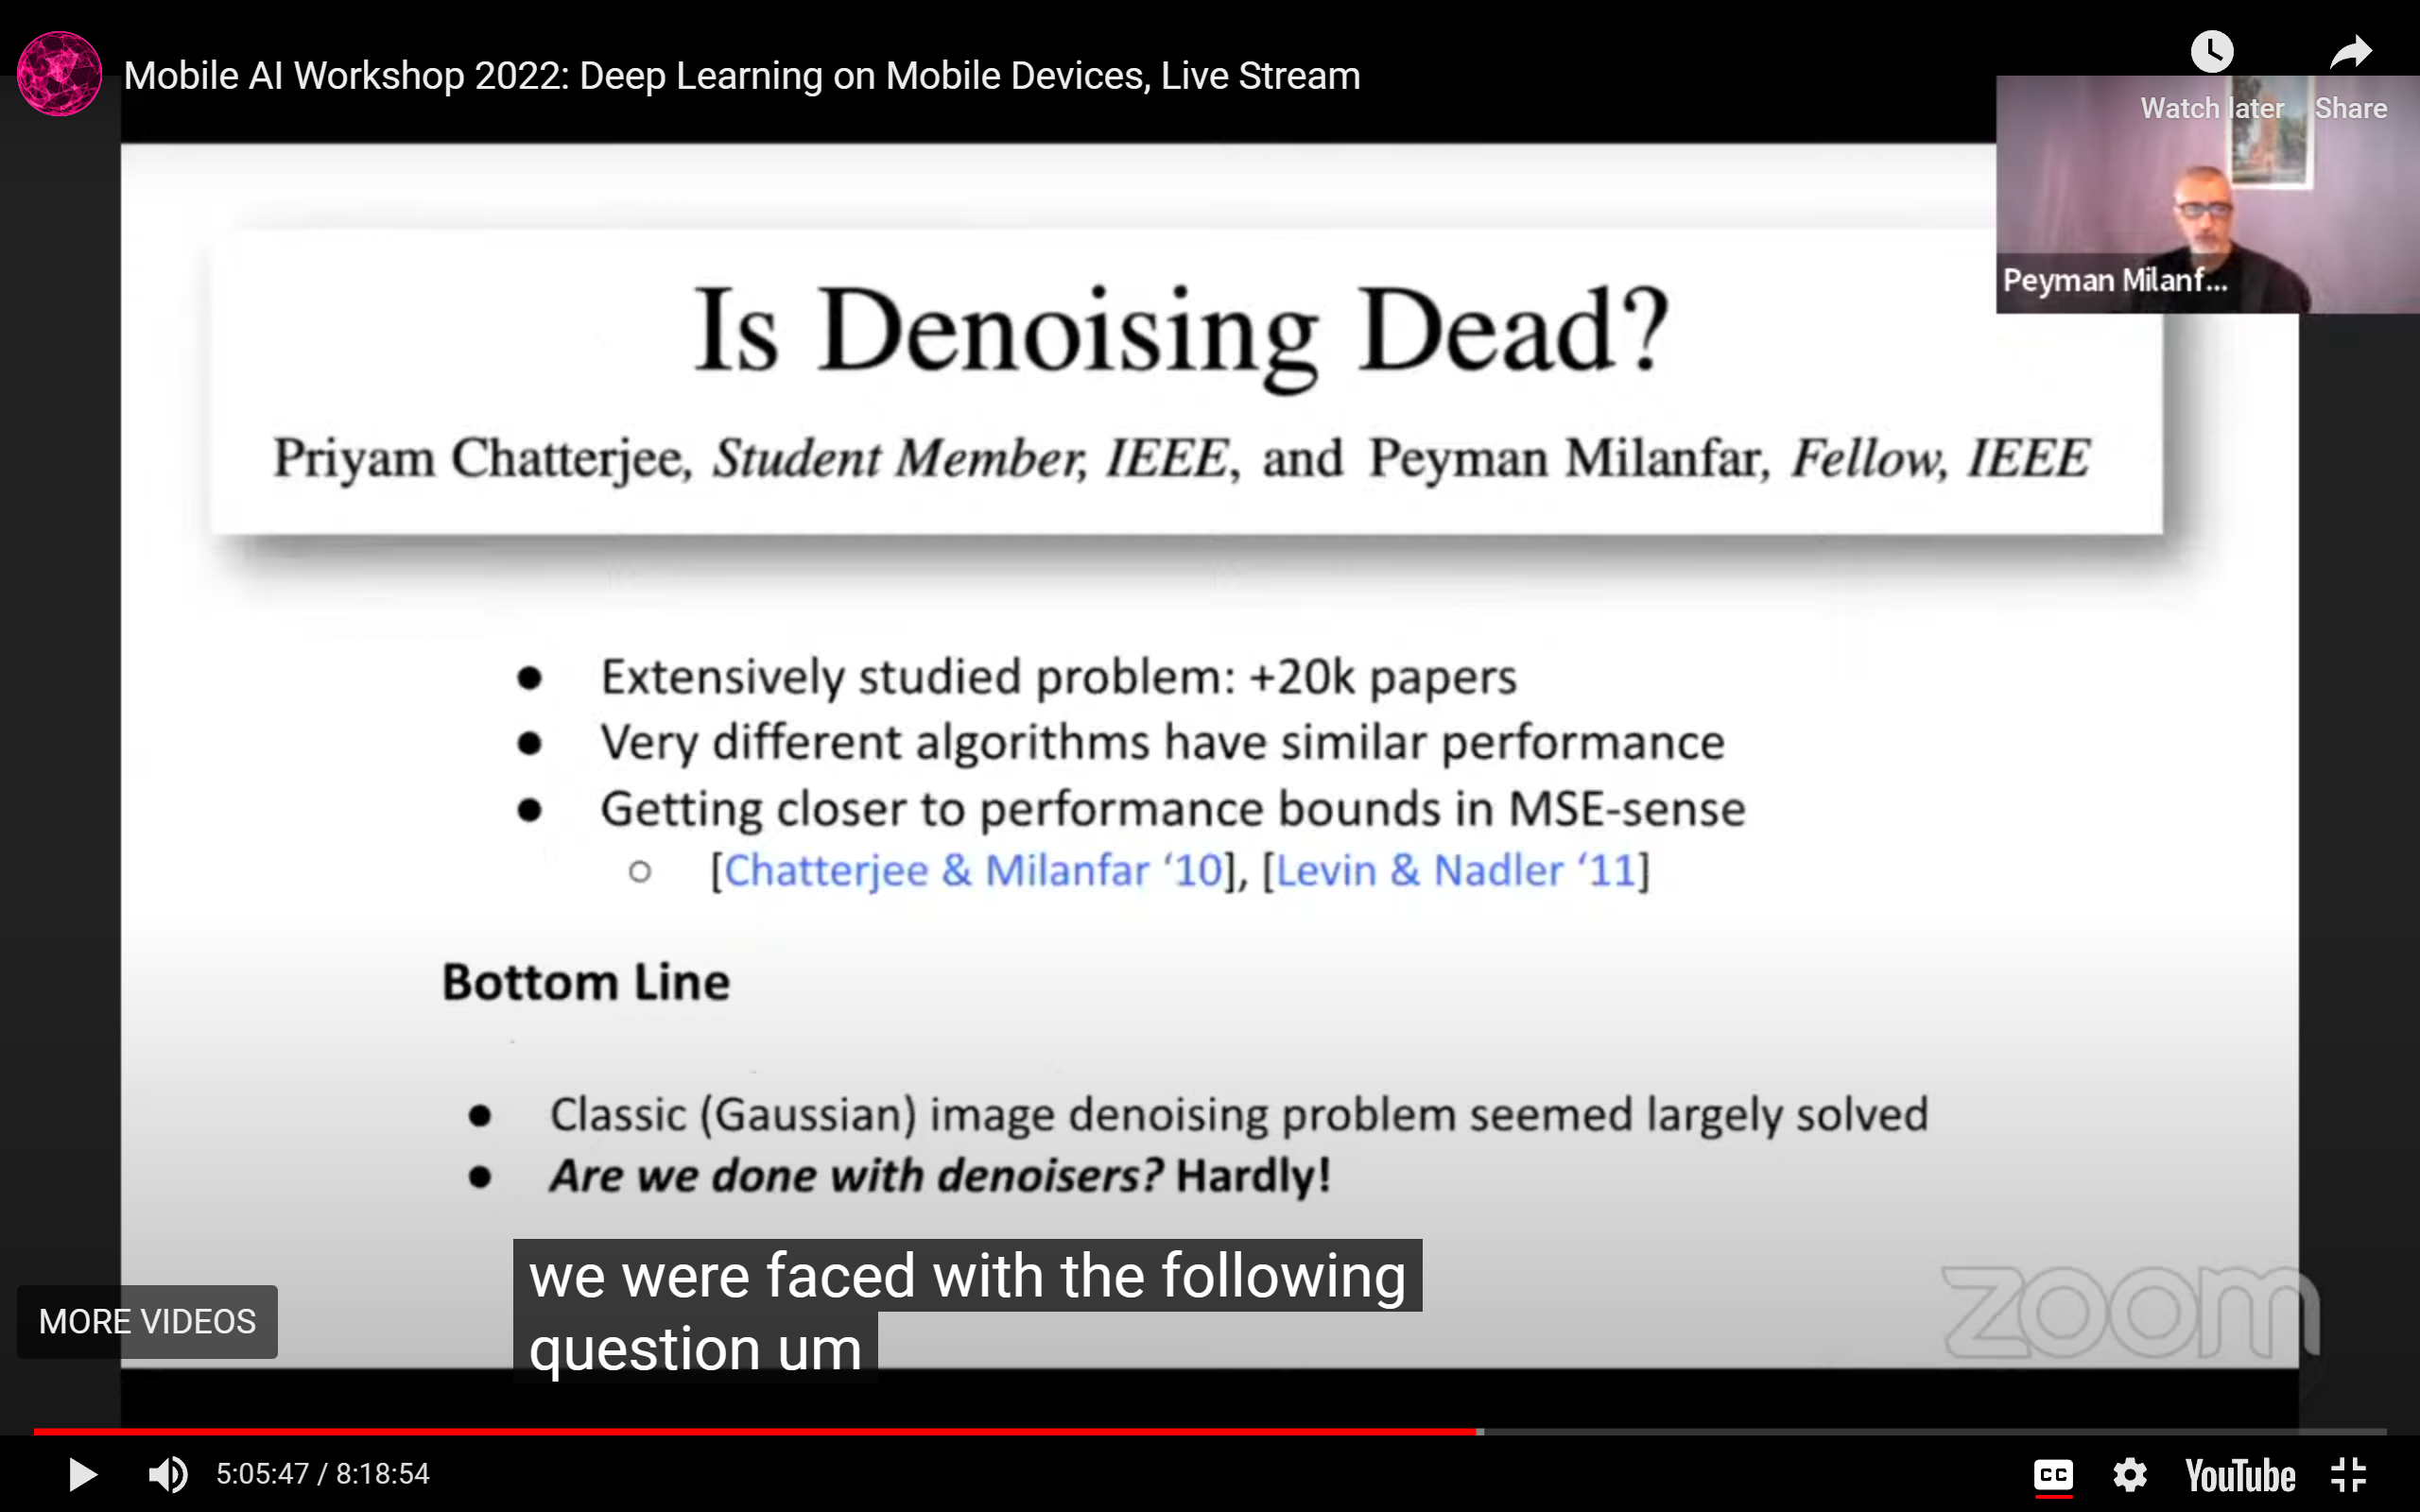 Mobile AI Workshop 2022: Deep Learning on Mobile Devices, Live Stream
Watch later
Share
Peyman Milanf...
Is Denoising Dead?
Priyam Chatterjee, Student Member, IEEE, and Peyman Milanfar, Fellow, IEEE
● Extensively studied problem: +20k papers
● Very different algorithms have similar performance
● Getting closer to performance bounds in MSE-sense
○ [Chatterjee & Milanfar ‘10], [Levin & Nadler ‘11]
Bottom Line
● Classic (Gaussian) image denoising problem seemed largely solved
● Are we done with denoisers? Hardly!
we were faced with the following
question um
MORE VIDEOS
zoom
5:05:47 / 8:18:54
CC
YouTube